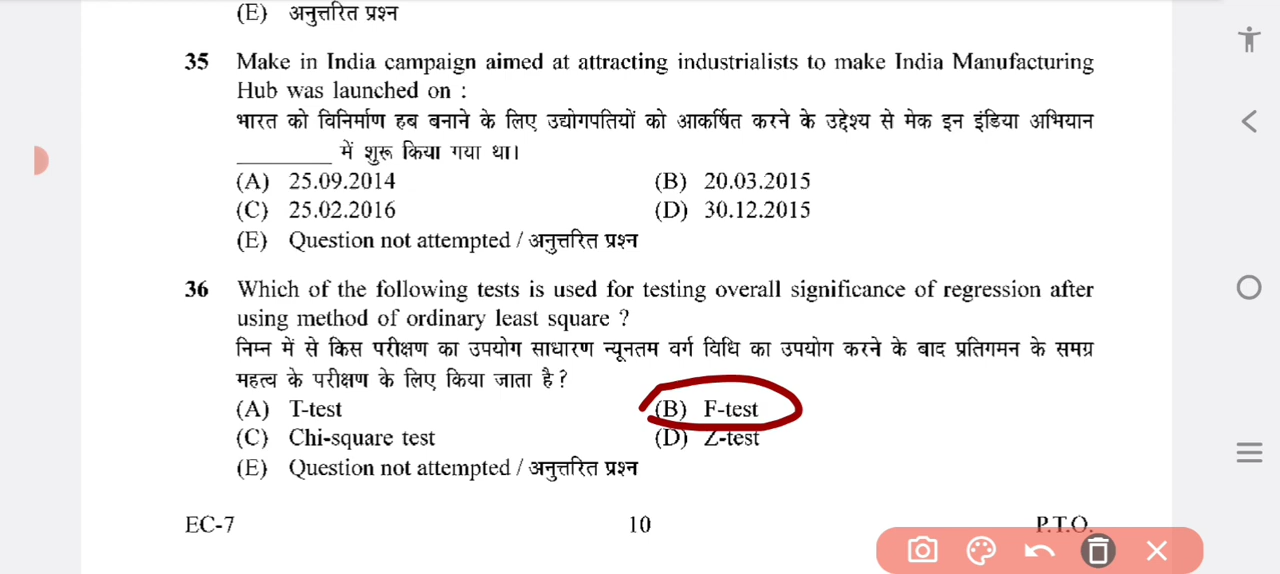 (E) अनुत्तरित प्रश्न
35 Make in India campaign aimed at attracting industrialists to make India Manufacturing
Hub was launched on :
भारत को विनिर्माण हब बनाने के लिए उद्योगपतियों को आकर्षित करने के उद्देश्य से मेक इन इंडिया अभियान
_________ में शुरू किया गया था।
(A) 25.09.2014 (B) 20.03.2015
(C) 25.02.2016 (D) 30.12.2015
(E) Question not attempted / अनुत्तरित प्रश्न
36 Which of the following tests is used for testing overall significance of regression after
using method of ordinary least square ?
निम्न में से किस परीक्षण का उपयोग साधारण न्यूनतम वर्ग विधि का उपयोग करने के बाद प्रतिगमन के समग्र
महत्व के परीक्षण के लिए किया जाता है ?
(A) T-test (B) F-test
(C) Chi-square test (D) Z-test
(E) Question not attempted / अनुत्तरित प्रश्न
EC-7 10 P.T.O.